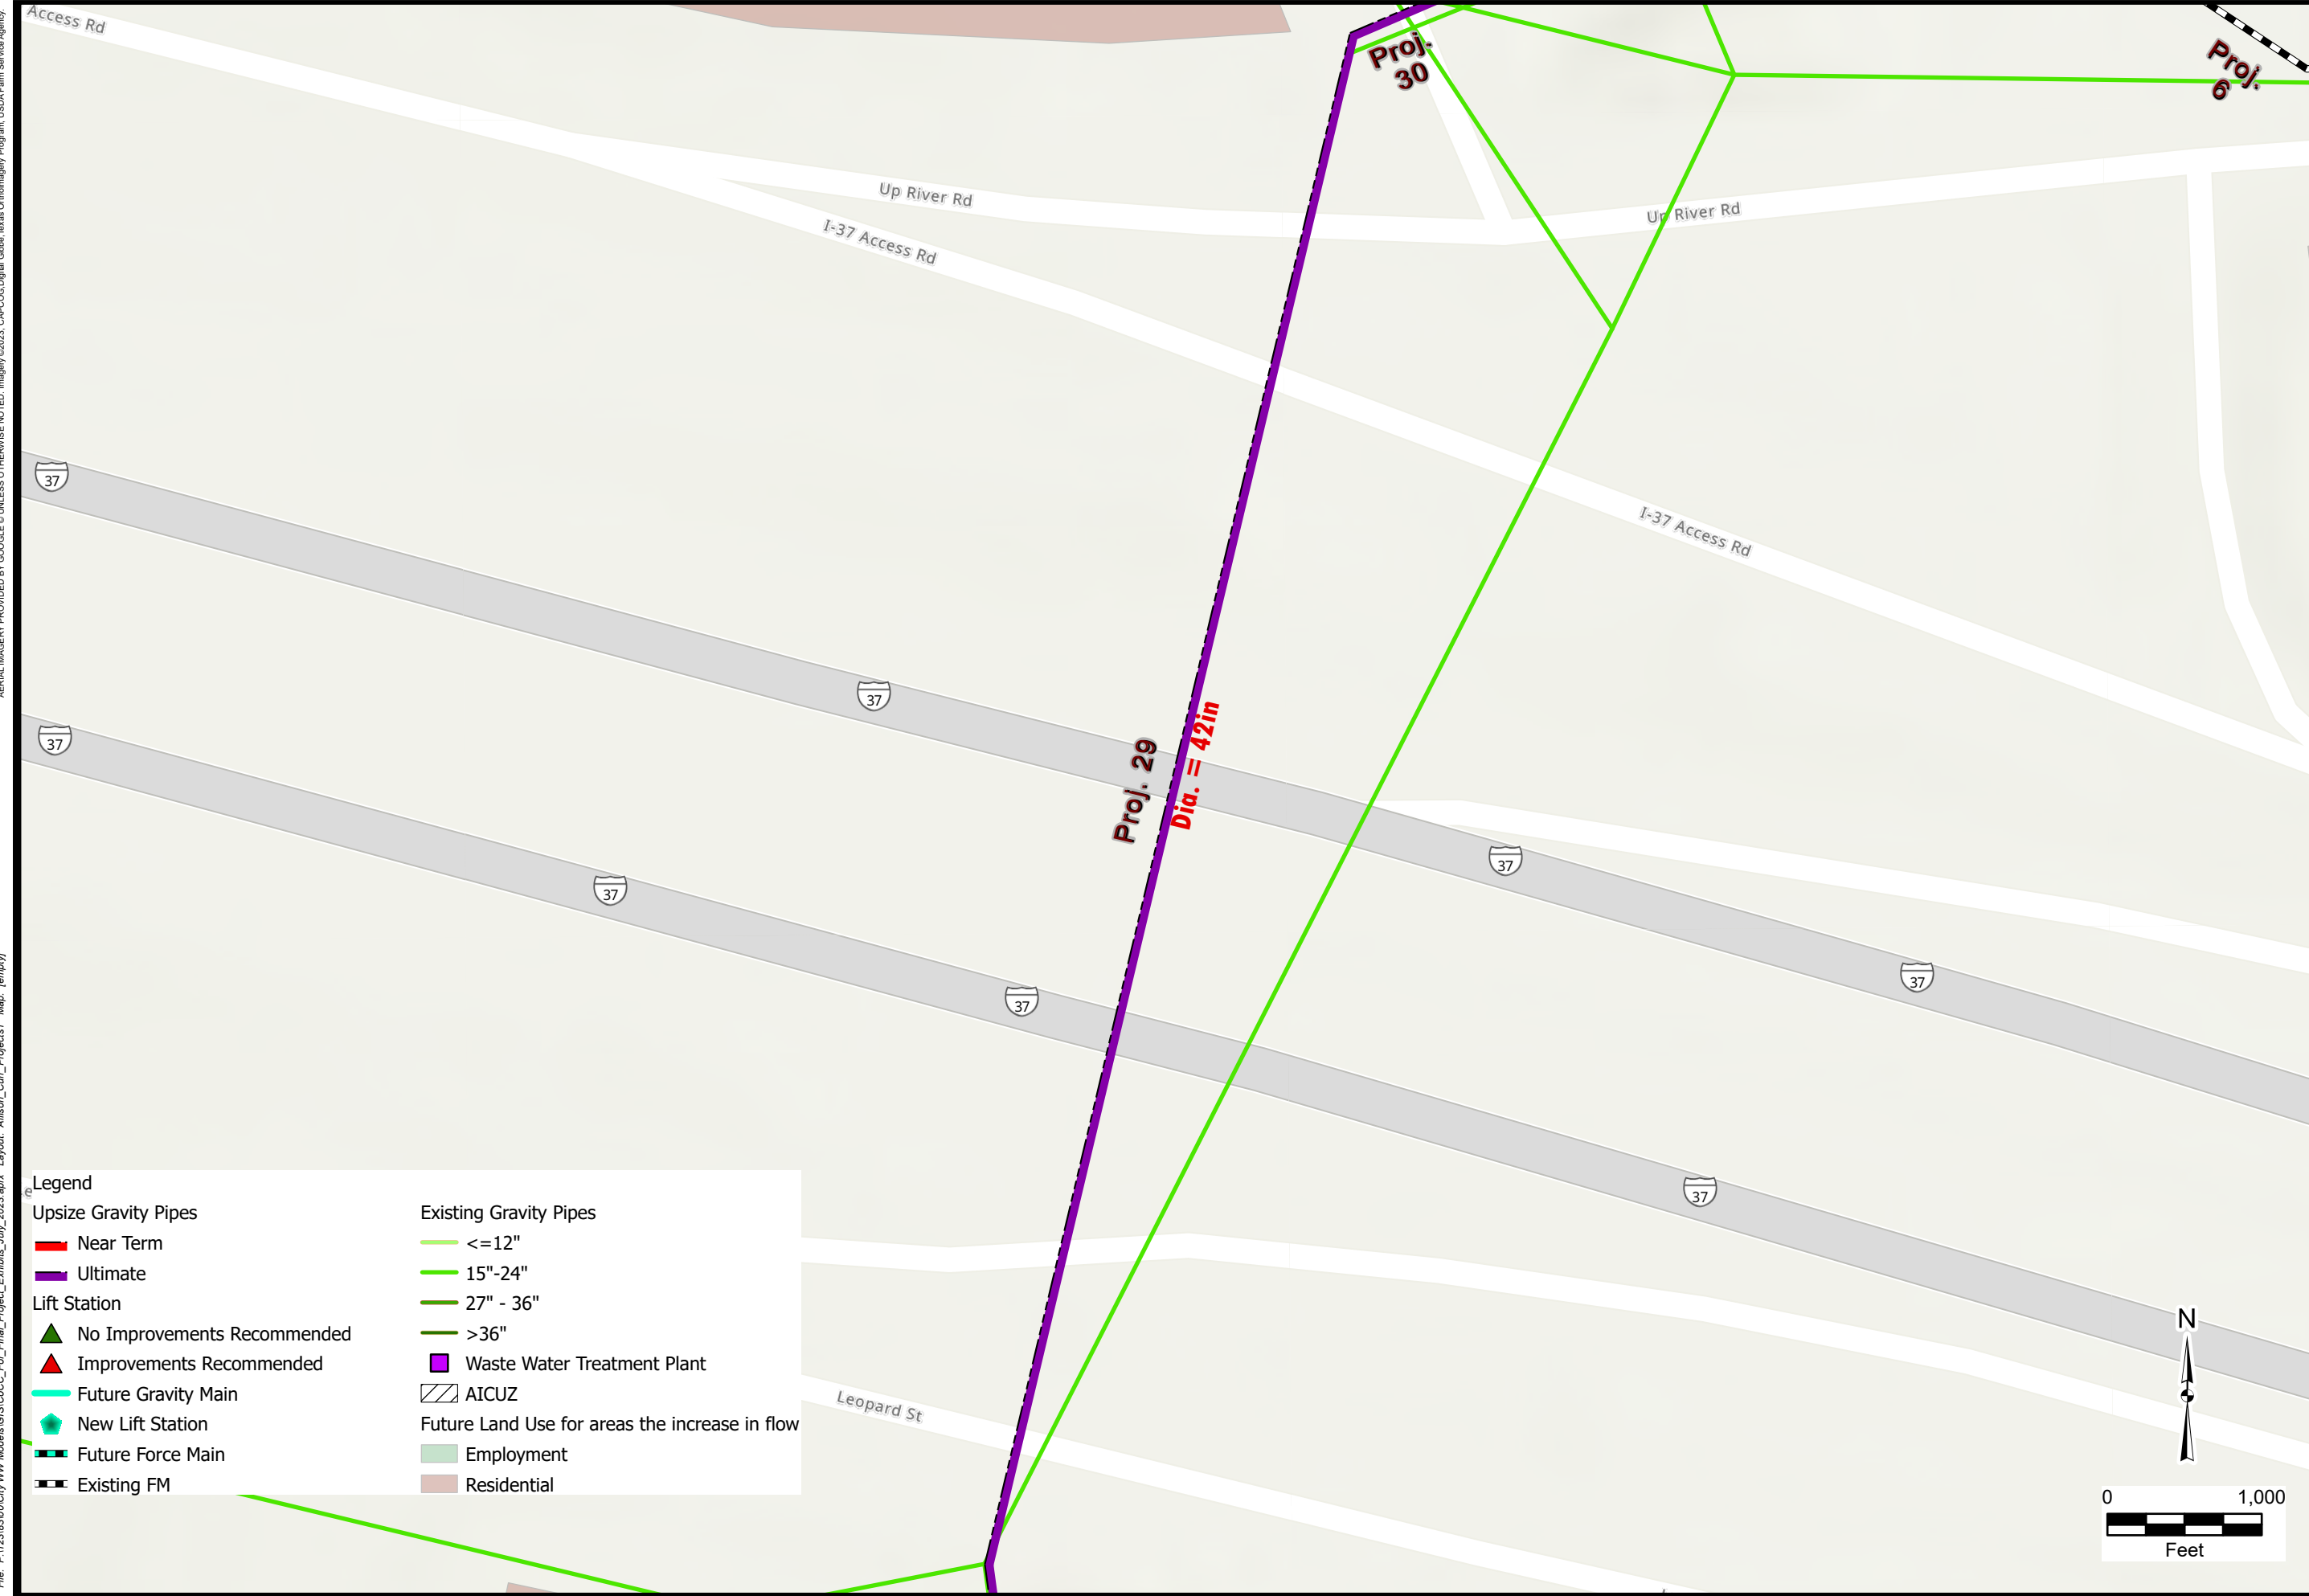 Access Rd
Proj.
30
Proj.
6
Up River Rd
Up River Rd
I-37 Access Rd
I-37 Access Rd
37
37
37
37
37
37
37
37
Proj. 29
Dia. = 42in
Leopard St
Legend
Upsize Gravity Pipes
Near Term
Ultimate
Lift Station
No Improvements Recommended
Improvements Recommended
Future Gravity Main
New Lift Station
Future Force Main
Existing FM
Existing Gravity Pipes
<=12"
15"-24"
27" - 36"
>36"
Waste Water Treatment Plant
AICUZ
Future Land Use for areas the increase in flow
Employment
Residential
N
0 1,000
Feet